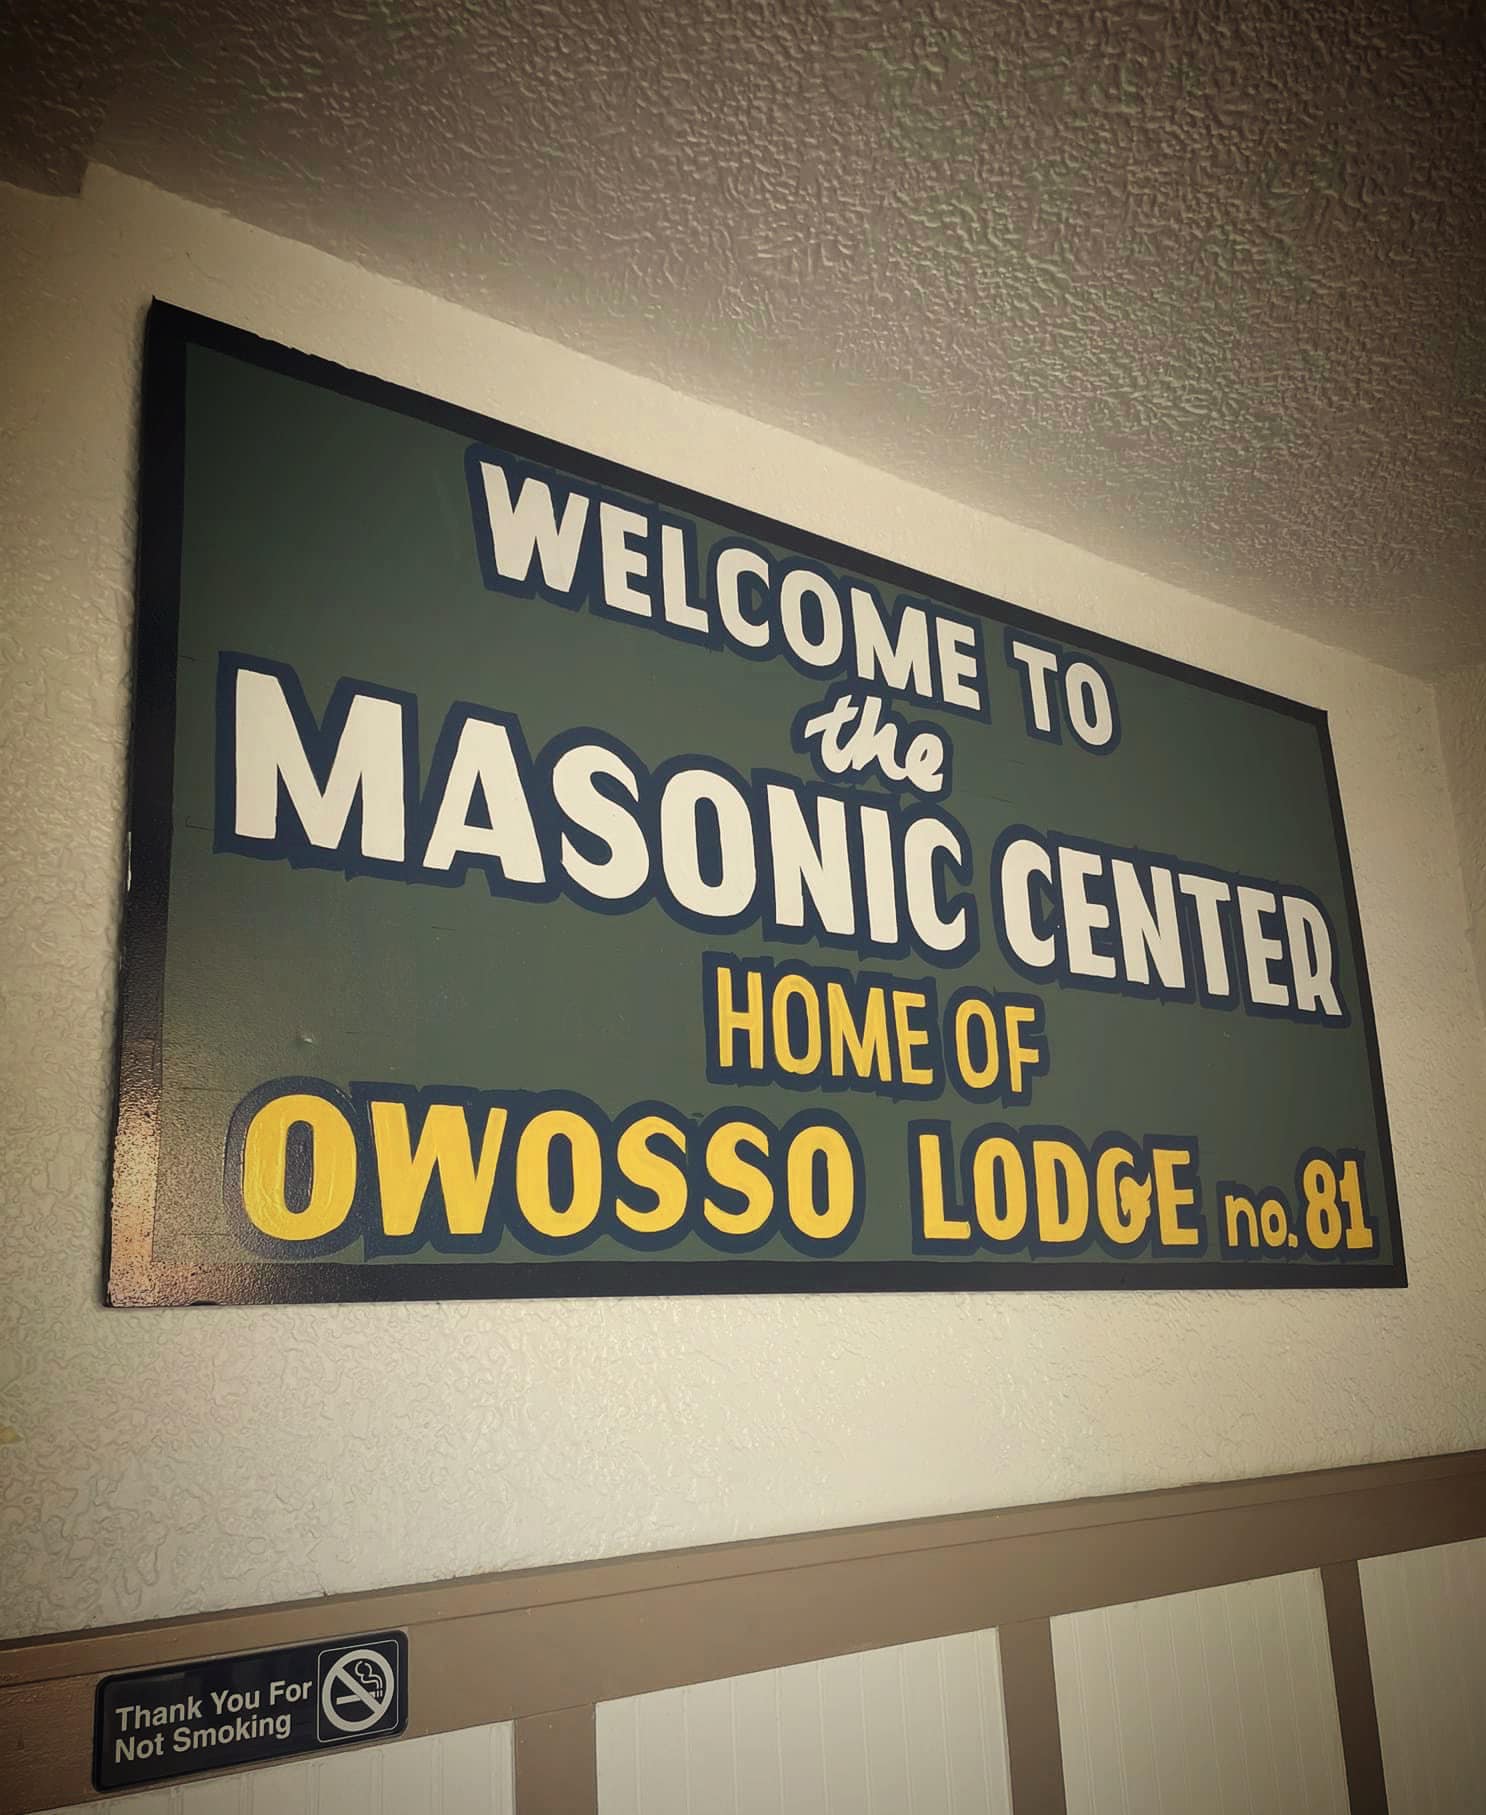 WELCOME TO
the
MASONIC CENTER
HOME OF
OWOSSO LODGE no. 81
Thank You For
Not Smoking